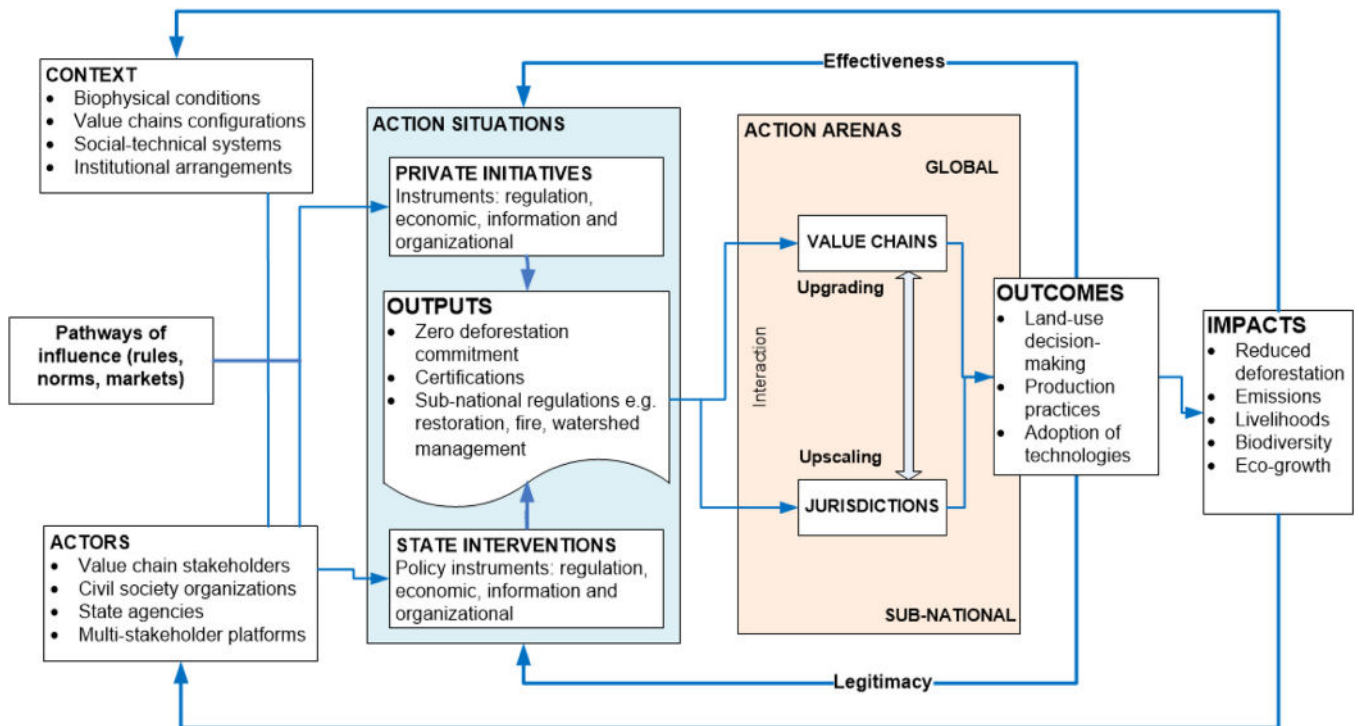 CONTEXT
• Biophysical conditions
• Value chains configurations
• Social-technical systems
• Institutional arrangements
Pathways of
influence (rules,
norms, markets)
ACTORS
• Value chain stakeholders
• Civil society organizations
• State agencies
• Multi-stakeholder platforms
Effectiveness
ACTION SITUATIONS
PRIVATE INITIATIVES
Instruments: regulation,
economic, information and
organizational
OUTPUTS
• Zero deforestation
commitment
• Certifications
• Sub-national regulations e.g.
restoration, fire, watershed
management
STATE INTERVENTIONS
Policy instruments: regulation,
economic, information and
organizational
ACTION ARENAS
GLOBAL
VALUE CHAINS
Upgrading
Interaction
Upscaling
JURISDICTIONS
SUB-NATIONAL
Legitimacy
OUTCOMES
• Land-use
decision-
making
• Production
practices
• Adoption of
technologies
IMPACTS
• Reduced
deforestation
• Emissions
• Livelihoods
• Biodiversity
• Eco-growth